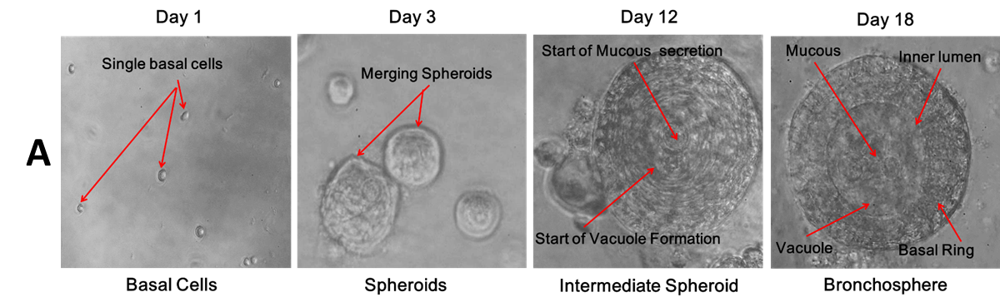 Day 1
Day 3
Day 12
Day 18
Single basal cells
Merging Spheroids
Start of Mucous secretion
Mucous
Inner lumen
A
Start of Vacuole Formation
Vacuole
Basal Ring
Basal Cells
Spheroids
Intermediate Spheroid
Bronchosphere